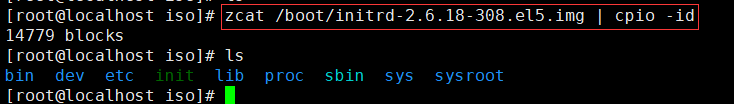 [root@localhost iso]# zcat /boot/initrd-2.6.18-308.el5.img | cpio -id
14779 blocks
[root@localhost iso]# ls
bin dev etc init lib proc sbin sys sysroot
[root@localhost iso]#